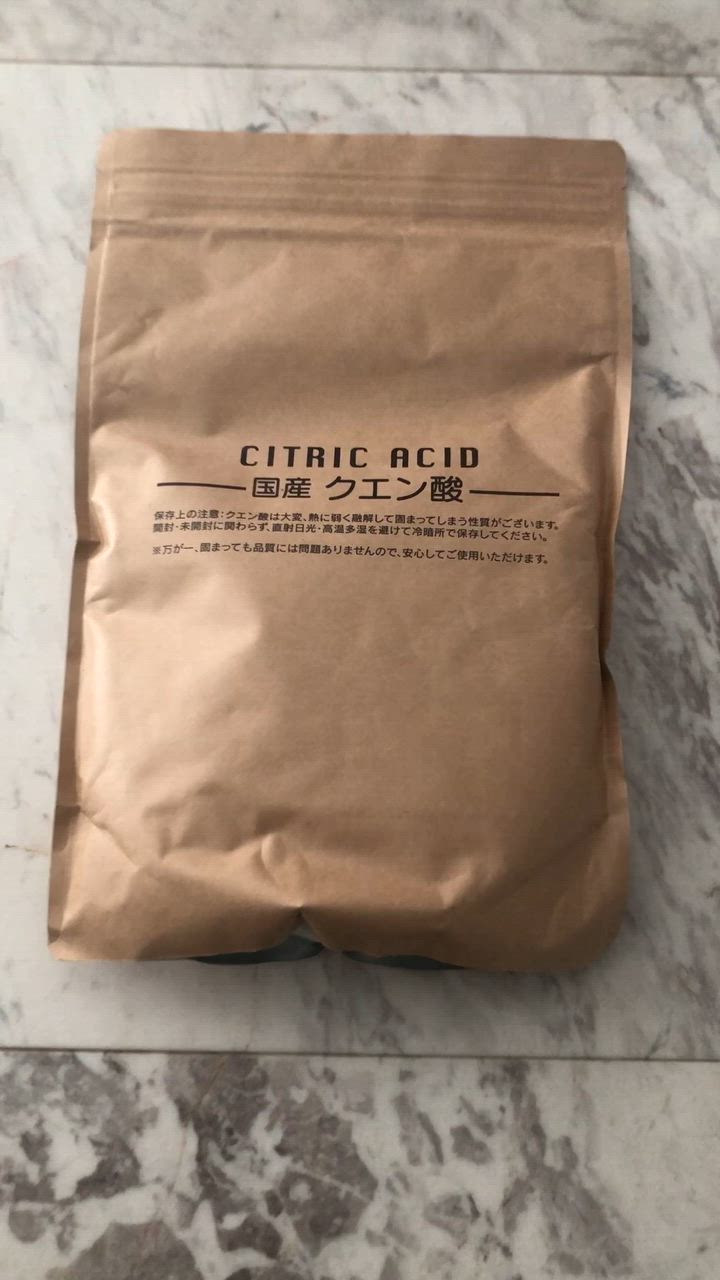 CITRIC ACID
国産 クエン酸
保存上の注意：クエン酸は大変、熱に弱く融解して固まってしまう性質がございます。
開封・未開封に関わらず、直射日光・高温多湿を避けて冷暗所で保存してください。
※万が一、固まっても品質には問題ありませんので、安心してご使用いただけます。